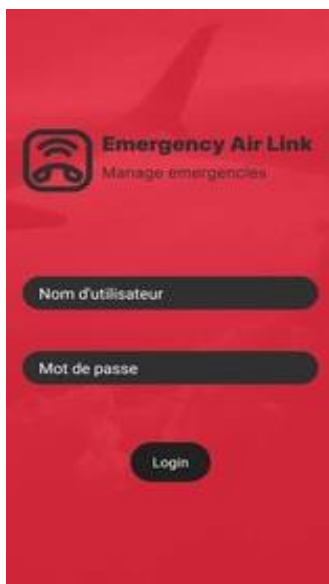 Emergency Air Link
Manage emergencies
Nom d'utilisateur
Mot de passe
Login